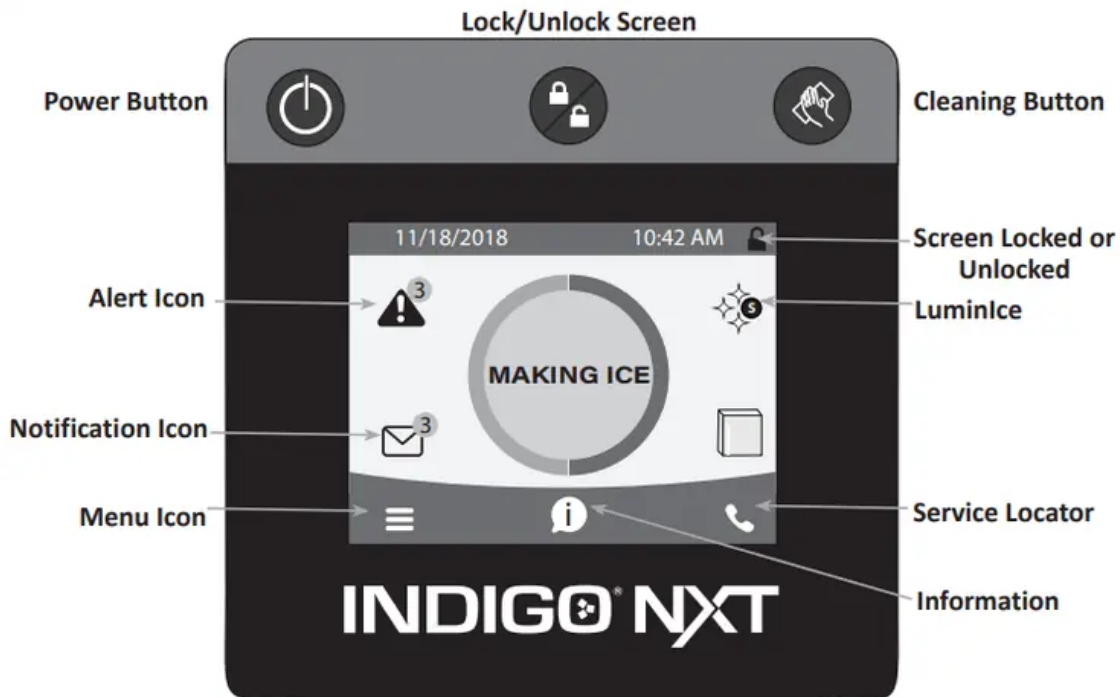 Lock/Unlock Screen
Power Button
Cleaning Button
11/18/2018 10:42 AM
Screen Locked or
Unlocked
Alert Icon
3
S
LuminIce
MAKING ICE
Notification Icon
3
Menu Icon
i
Service Locator
Information
INDIGO® NXT